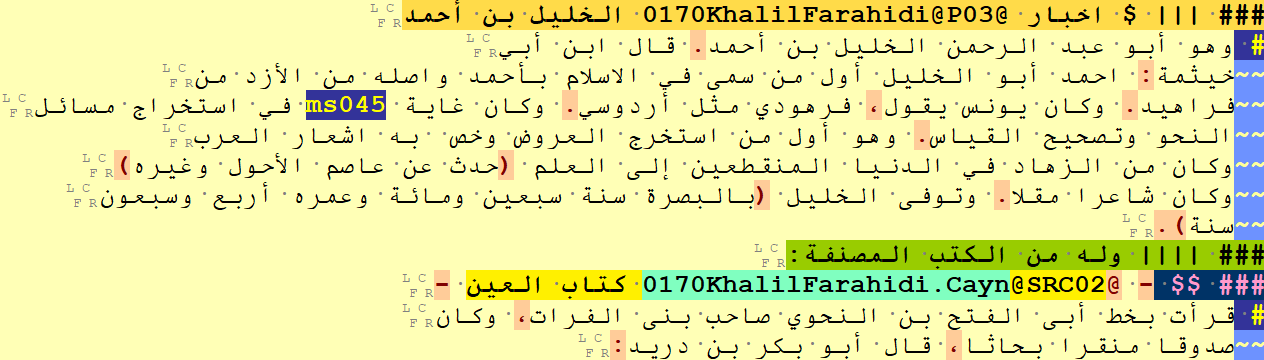 ### ||| $ اخبار @0170KhalilFarahidi@P03 الخليل بن أحمد
# وهو أبو عبد الرحمن الخليل بن أحمد. قال ابن أبي
~~خيثمة: احمد أبو الخليل أول من سمى في الاسلام بأحمد واصله من الأزد من
~~فراهيد. وكان يونس يقول، فرهودي مثل أردوسي. وكان غاية ms045 في استخراج مسائل
~~النحو وتصحيح القياس. وهو أول من استخرج العروض وخص به اشعار العرب
~~وكان من الزهاد في الدنيا المنقطعين إلى العلم (حدث عن عاصم الأحول وغيره)
~~وكان شاعرا مقلا. وتوفى الخليل (بالبصرة سنة سبعين ومائة وعمره أربع وسبعون
~~سنة).
### |||| وله من الكتب المصنفة:
### $$ - @0170KhalilFarahidi.Cayn@SRC02 كتاب العين -
# قرأت بخط أبى الفتح بن النحوي صاحب بنى الفرات، وكان
~~صدوقا منقرا بحاثا، قال أبو بكر بن دريد: